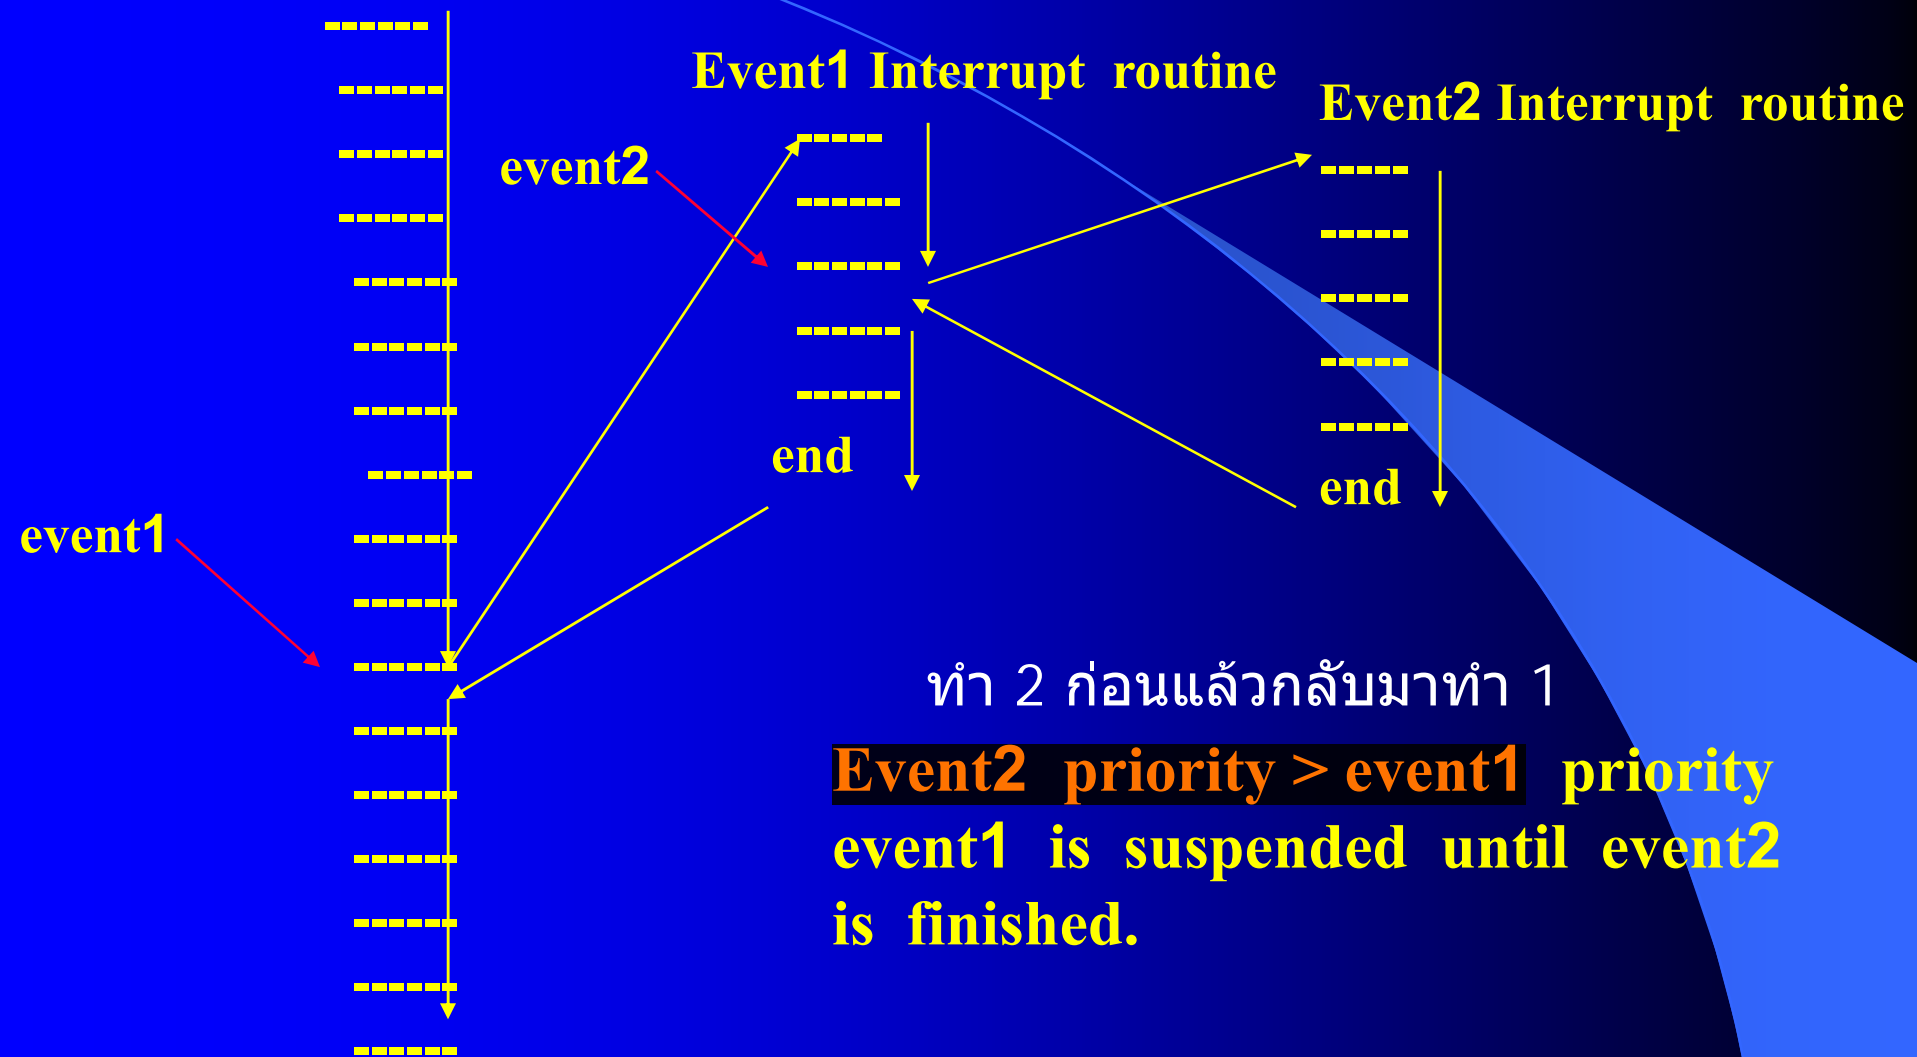 Event1 Interrupt routine
Event2 Interrupt routine
event2
end
end
event1
ทำ 2 ก่อนแล้วกลับมาทำ 1
Event2 priority > event1 priority
event1 is suspended until event2
is finished.